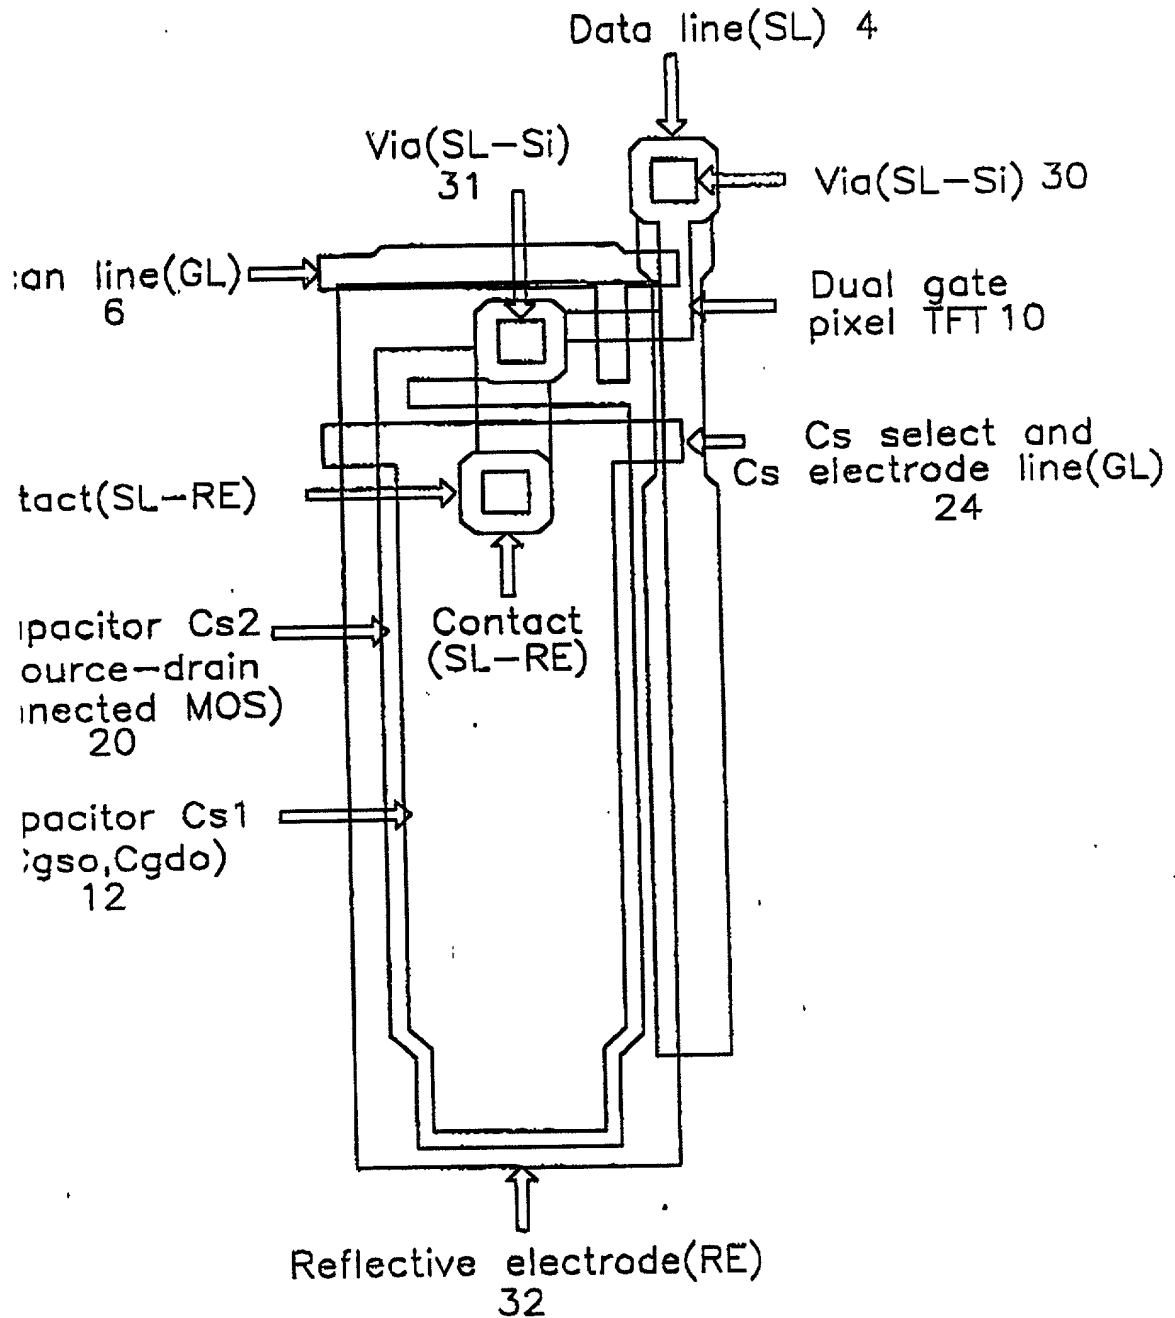 Data line(SL) 4
Via(SL-Si)
31
Via(SL-Si) 30
an line(GL)
6
Dual gate
pixel TFT 10
Cs select and
Cs electrode line(GL)
24
tact(SL-RE)
Contact
(SL-RE)
pacitor Cs2
ource-drain
nected MOS)
20
pacitor Cs1
gso,Cgdo)
12
Reflective electrode(RE)
32